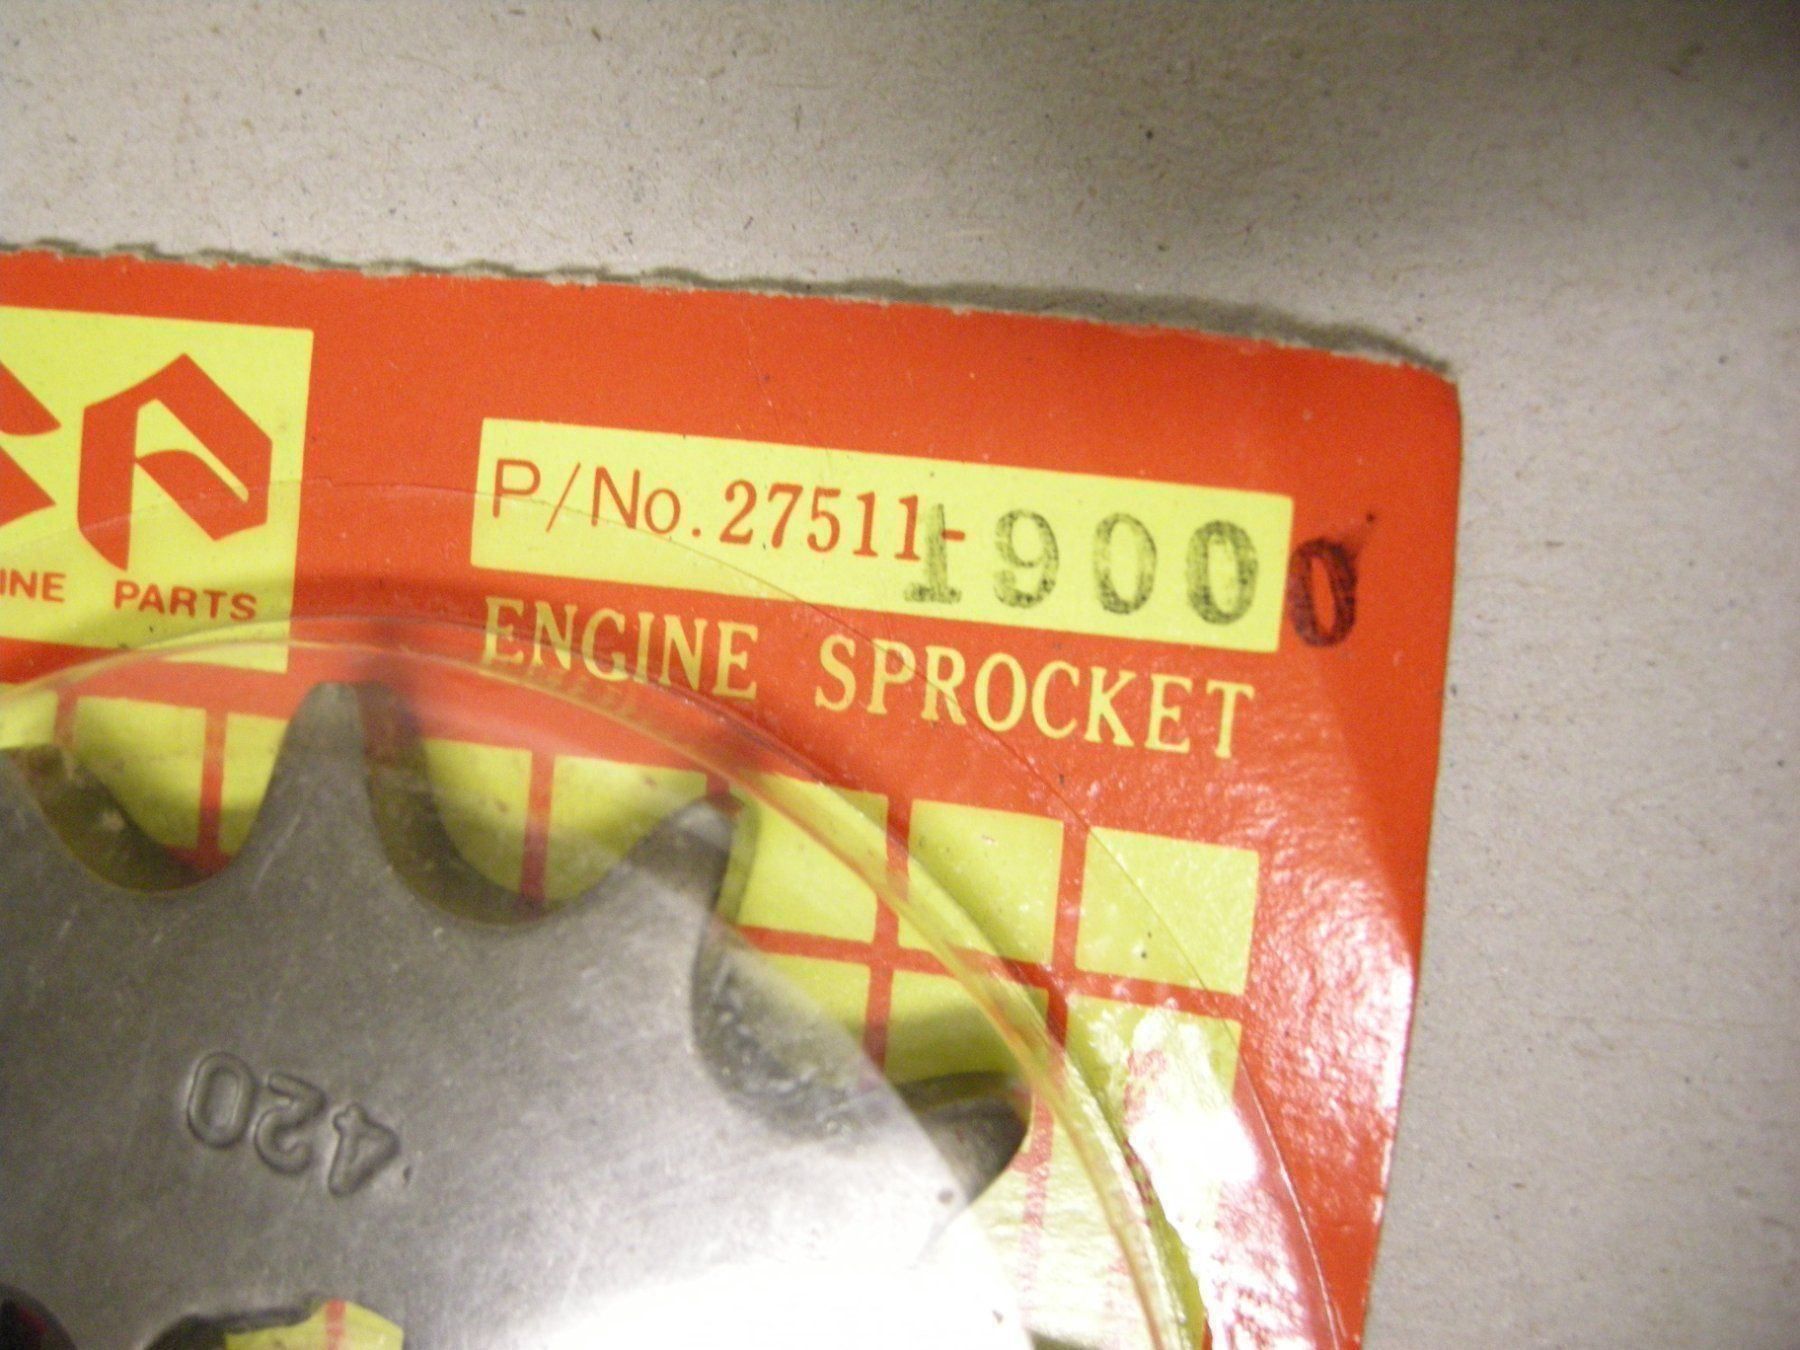 P/No. 27511-19000
INE PARTS
ENGINE SPROCKET
420